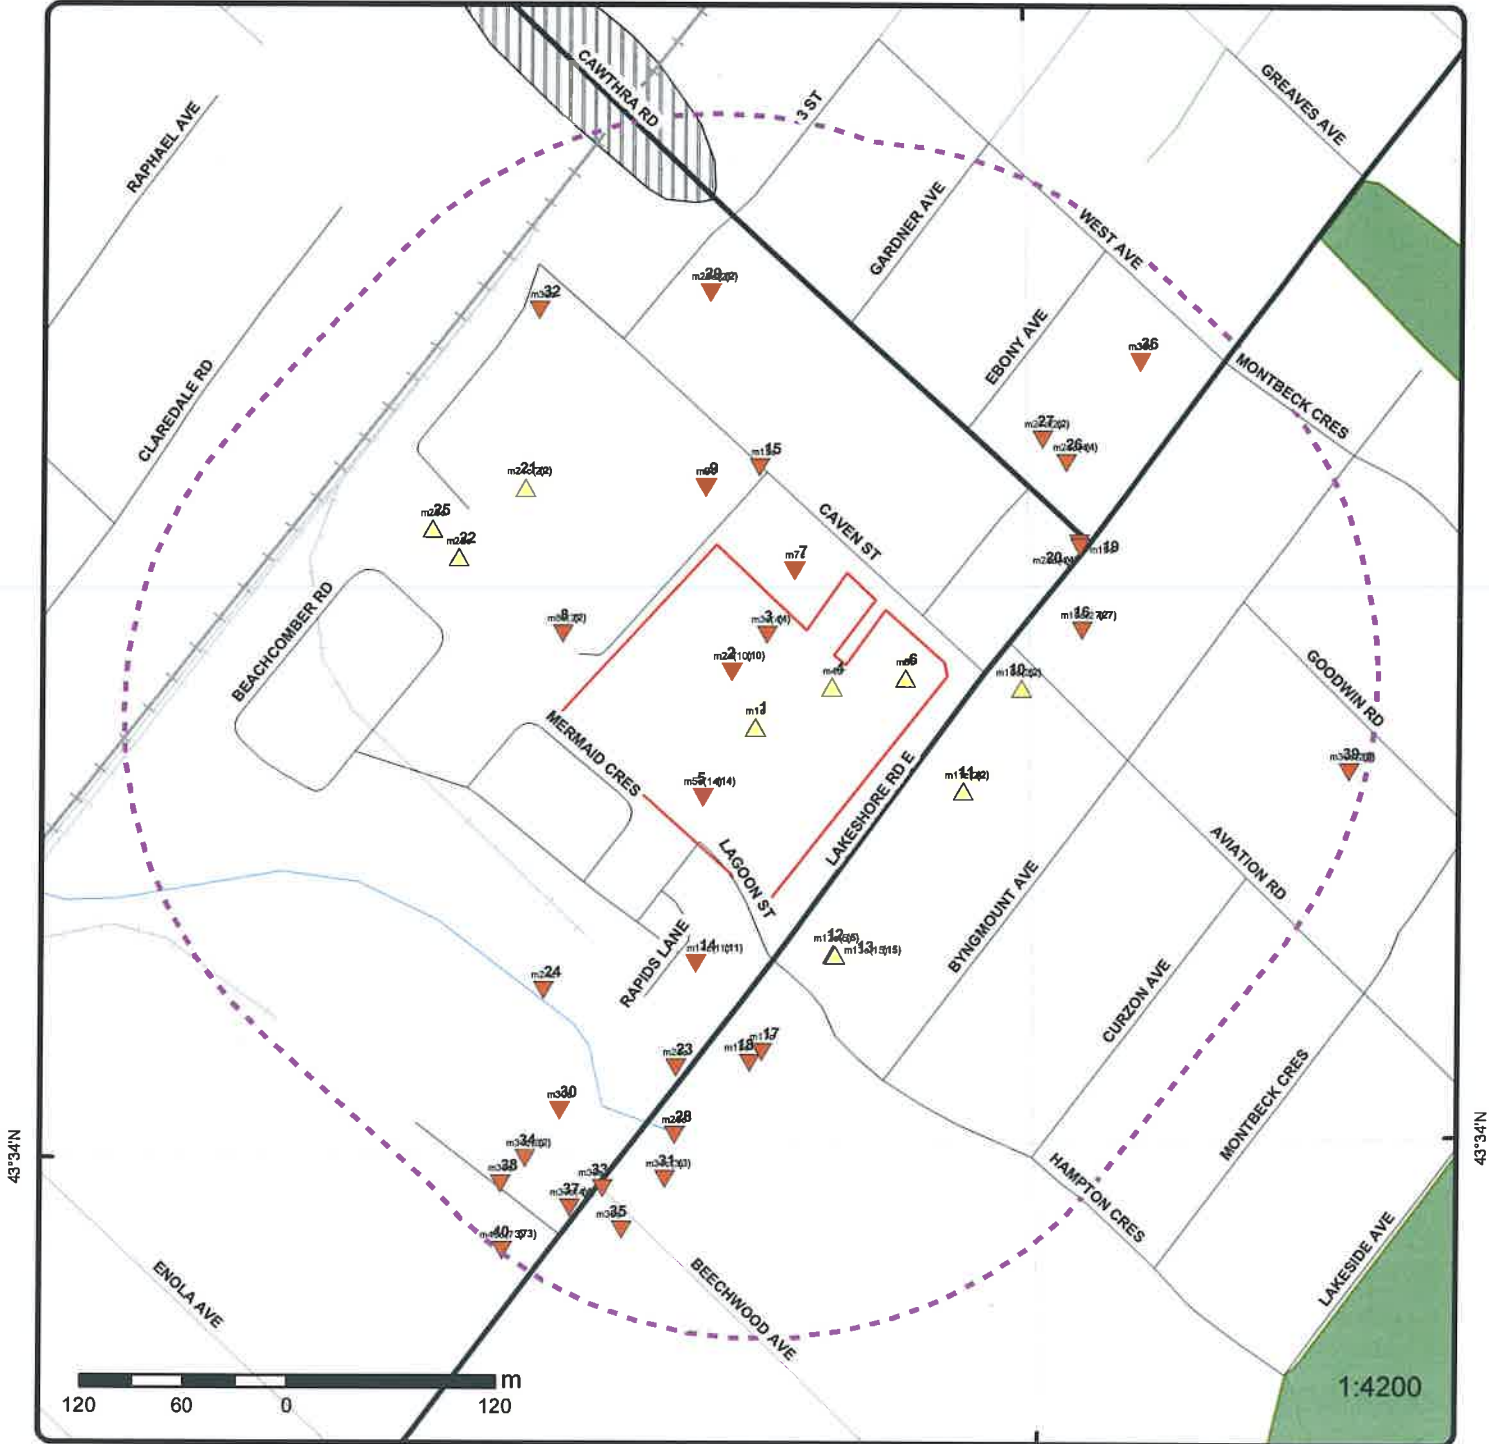 CAWTHRA RD
3 ST
GREAVES AVE
RAPHAEL AVE
GARDNER AVE
WEST AVE
29
32
EBONY AVE
36
MONTBECK CRES
CLAREDALE RD
27
26
15
9
21
CAVEN ST
25
22
19
20
7
BEACHCOMBER RD
8
3
16
2
6
4
10
GOODWIN RD
1
MERMAID CRES
39
5
11
LAKESHORE RD E
LAGOON ST
AVIATION RD
BYNGMOUNT AVE
12
13
14
RAPIDS LANE
24
CURZON AVE
17
18
23
30
28
MONTBECK CRES
43°34'N
43°34'N
34
31
38
33
37
35
40
HAMPTON CRES
ENOLA AVE
BEECHWOOD AVE
LAKESIDE AVE
m
120 60 0 120
1:4200